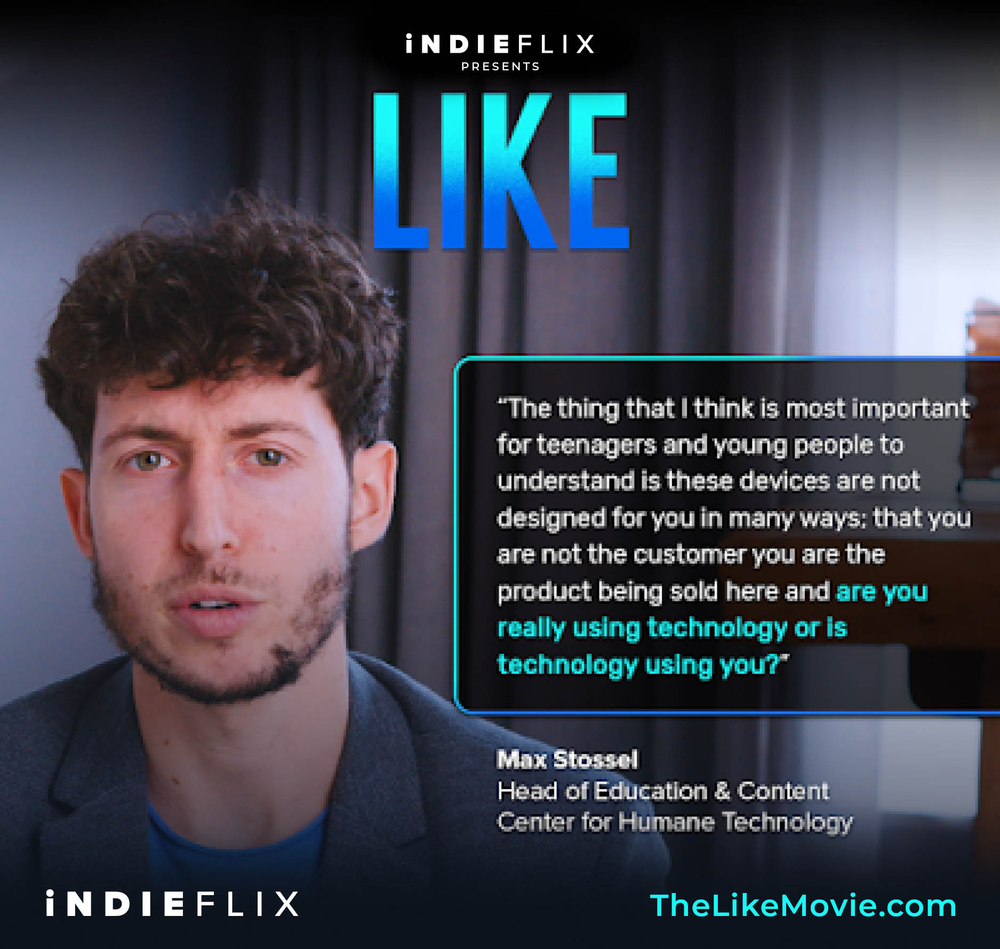 iNDIEFLIX
PRESENTS
LIKE
“The thing that I think is most important
for teenagers and young people to
understand is these devices are not
designed for you in many ways; that you
are not the customer you are the
product being sold here and are you
really using technology or is
technology using you?”
Max Stossel
Head of Education & Content
Center for Humane Technology
iNDIEFLIX
TheLikeMovie.com